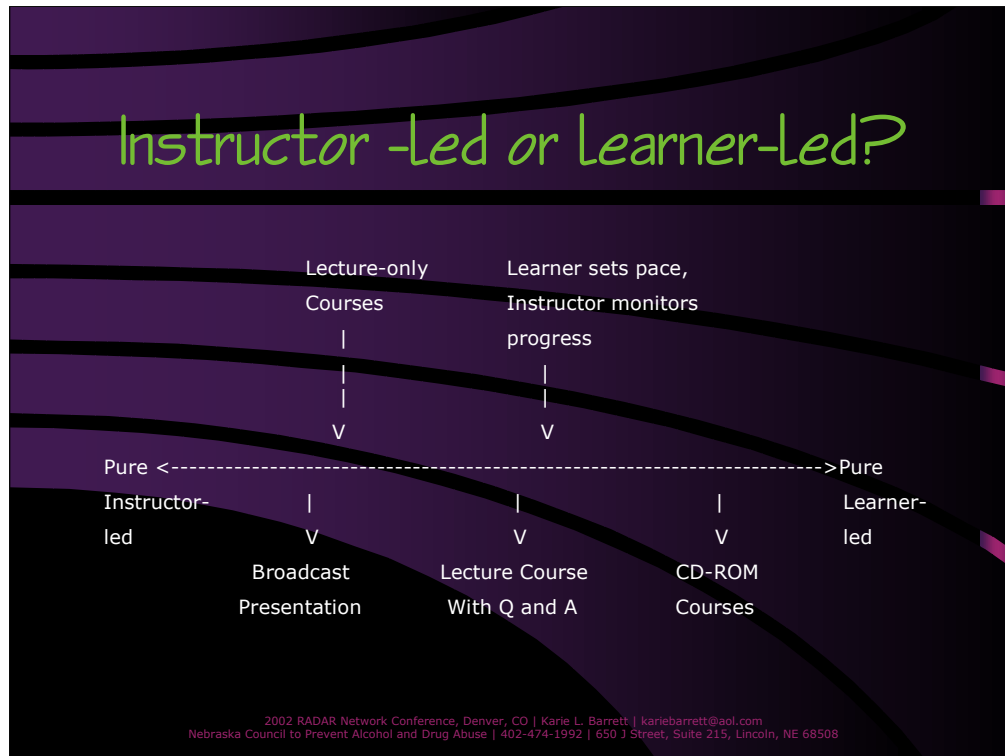 Instructor -Led or Learner-Led?
Lecture-only Learner sets pace,
Courses Instructor monitors
| progress
| |
| |
V V
Pure <------------------------------------------------------------------------->Pure
Instructor- | | | Learner-
led V V V led
Broadcast Lecture Course CD-ROM
Presentation With Q and A Courses
2002 RADAR Network Conference, Denver, CO | Karie L. Barrett | kariebarrett@aol.com
Nebraska Council to Prevent Alcohol and Drug Abuse | 402-474-1992 | 650 J Street, Suite 215, Lincoln, NE 68508